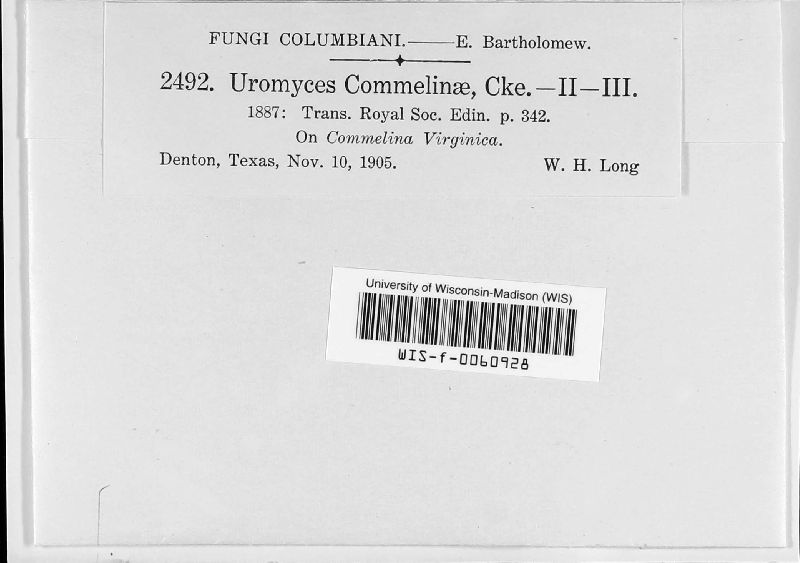 FUNGI COLUMBIANI.——E. Bartholomew.
2492. Uromyces Commelinæ, Cke.—II—III.
1887: Trans. Royal Soc. Edin. p. 342.
On Commelina Virginica.
Denton, Texas, Nov. 10, 1905. W. H. Long
University of Wisconsin-Madison (WIS)
WIS-f-0060928